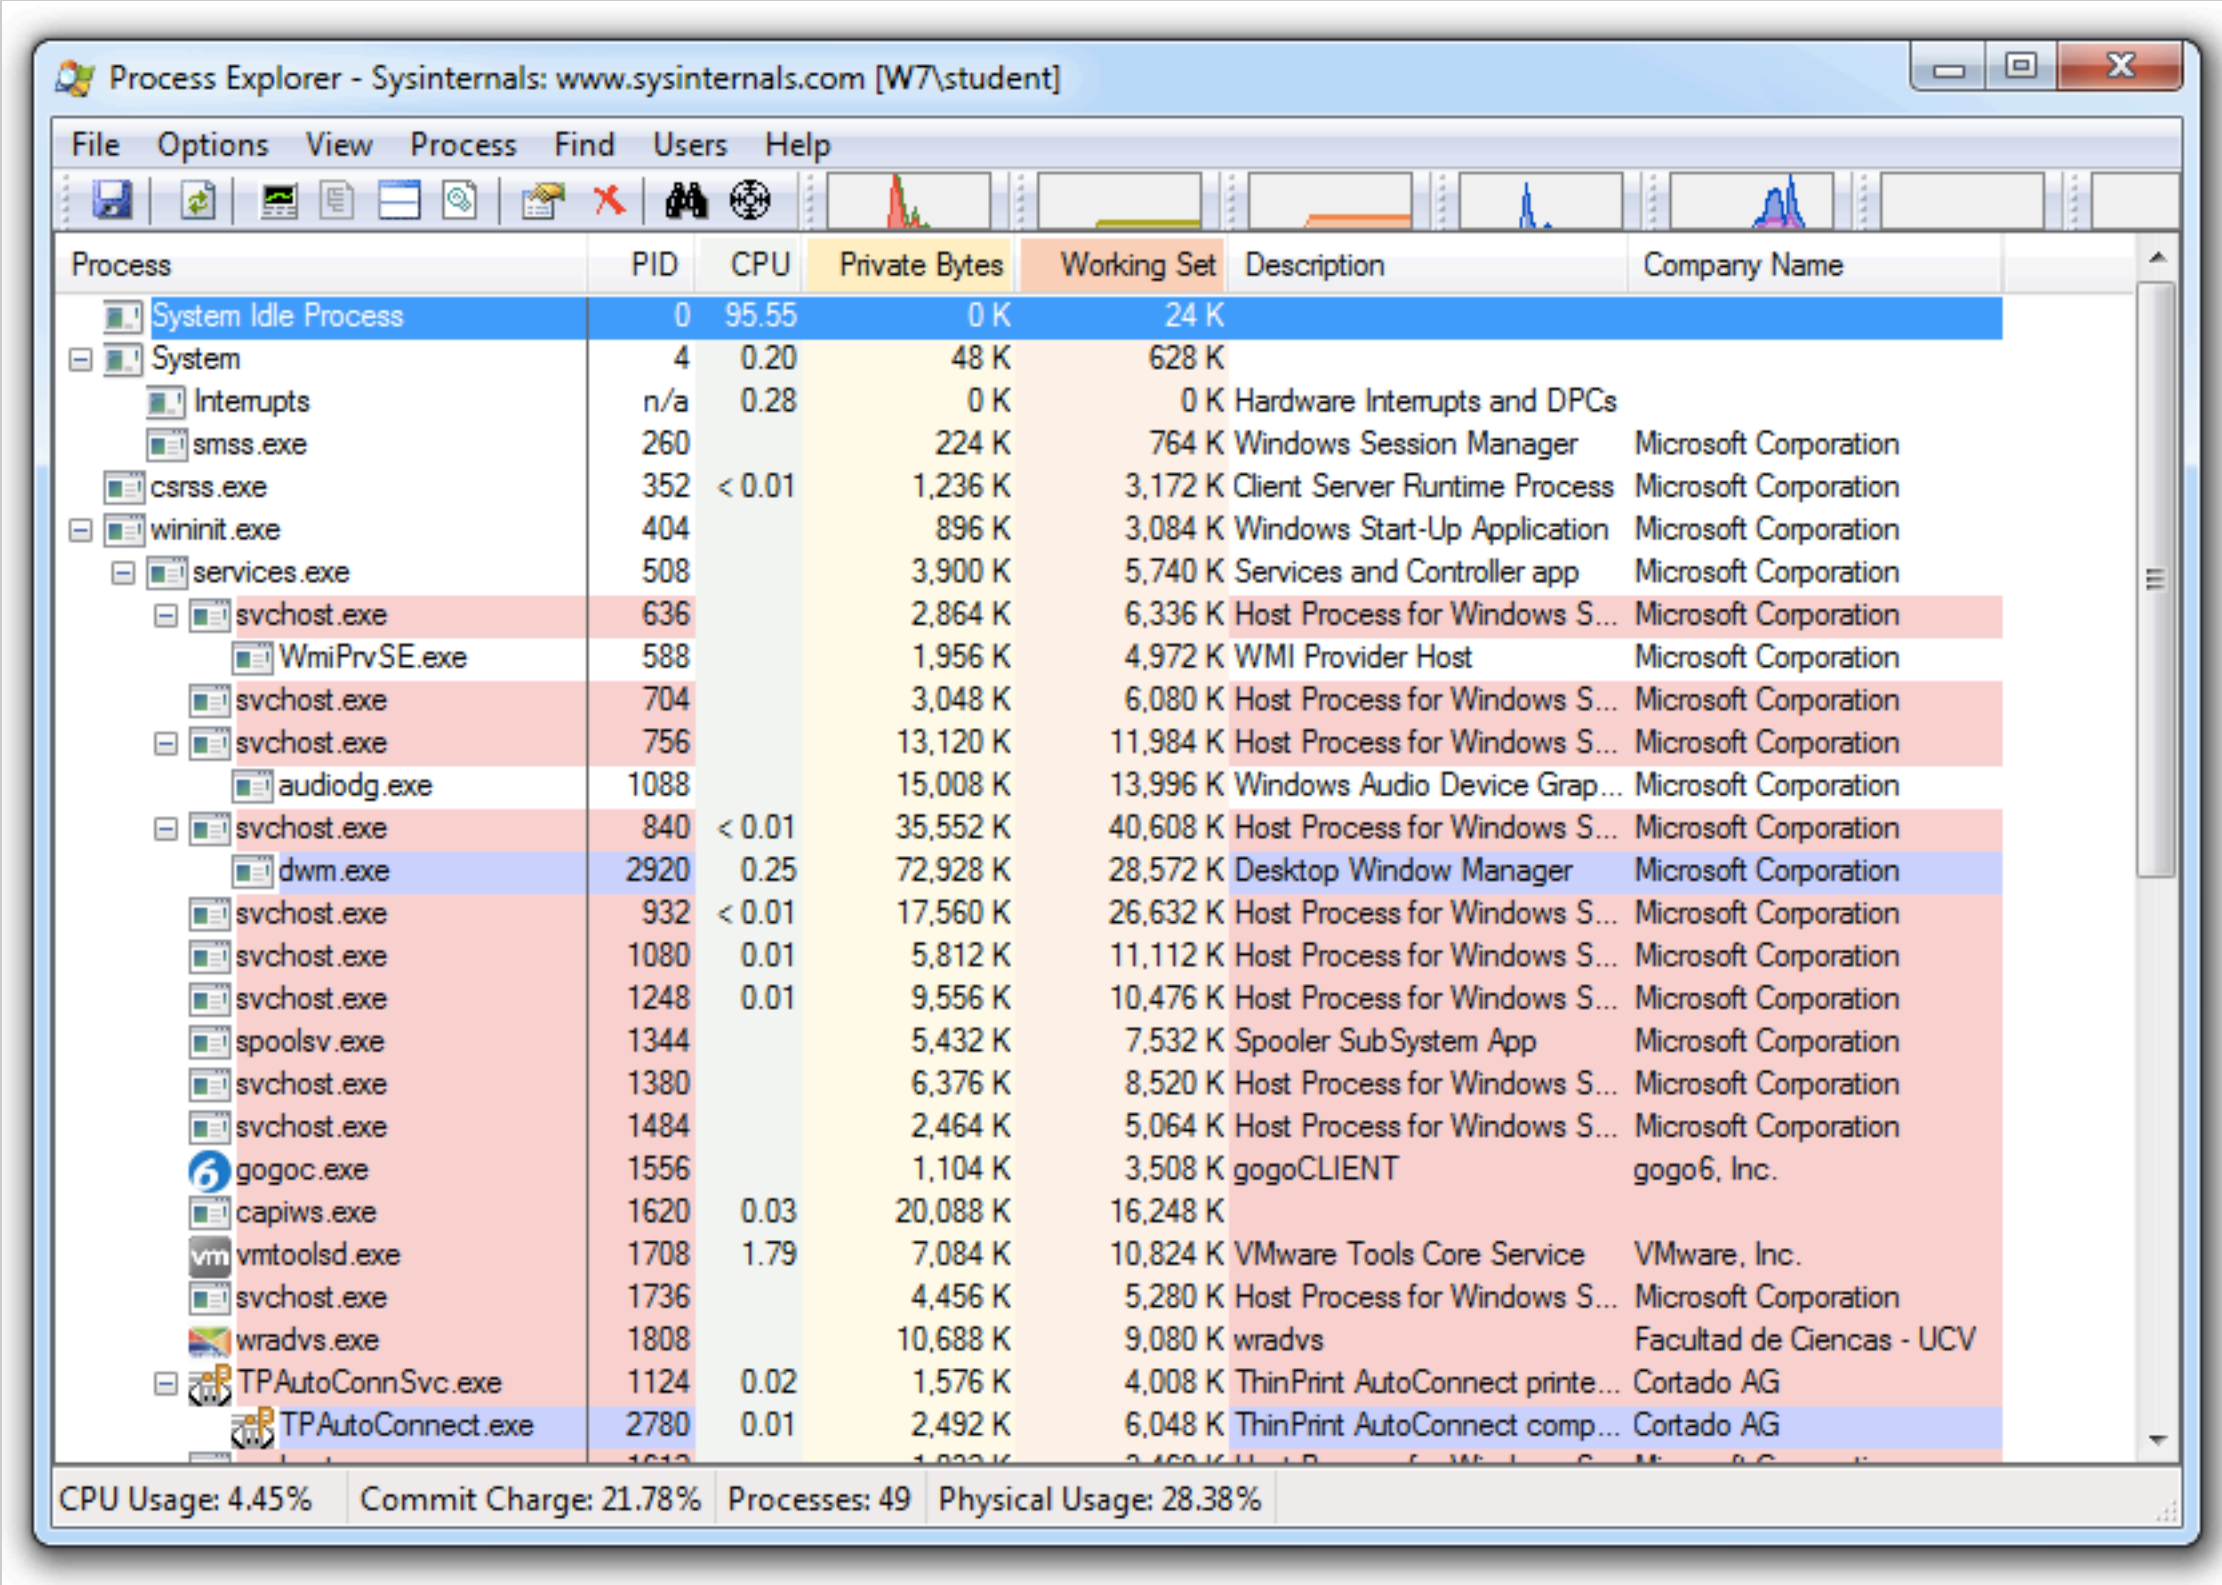 Process Explorer - Sysinternals: www.sysinternals.com [W7\student]
File Options View Process Find Users Help
Process PID CPU Private Bytes Working Set Description Company Name
System Idle Process 0 95.55 0 K 24 K
System 4 0.20 48 K 628 K
Interrupts n/a 0.28 0 K 0 K Hardware Interrupts and DPCs
smss.exe 260 224 K 764 K Windows Session Manager Microsoft Corporation
csrss.exe 352 < 0.01 1,236 K 3,172 K Client Server Runtime Process Microsoft Corporation
wininit.exe 404 896 K 3,084 K Windows Start-Up Application Microsoft Corporation
services.exe 508 3,900 K 5,740 K Services and Controller app Microsoft Corporation
svchost.exe 636 2,864 K 6,336 K Host Process for Windows S... Microsoft Corporation
WmiPrvSE.exe 588 1,956 K 4,972 K WMI Provider Host Microsoft Corporation
svchost.exe 704 3,048 K 6,080 K Host Process for Windows S... Microsoft Corporation
svchost.exe 756 13,120 K 11,984 K Host Process for Windows S... Microsoft Corporation
audiodg.exe 1088 15,008 K 13,996 K Windows Audio Device Grap... Microsoft Corporation
svchost.exe 840 < 0.01 35,552 K 40,608 K Host Process for Windows S... Microsoft Corporation
dwm.exe 2920 0.25 72,928 K 28,572 K Desktop Window Manager Microsoft Corporation
svchost.exe 932 < 0.01 17,560 K 26,632 K Host Process for Windows S... Microsoft Corporation
svchost.exe 1080 0.01 5,812 K 11,112 K Host Process for Windows S... Microsoft Corporation
svchost.exe 1248 0.01 9,556 K 10,476 K Host Process for Windows S... Microsoft Corporation
spoolsv.exe 1344 5,432 K 7,532 K Spooler SubSystem App Microsoft Corporation
svchost.exe 1380 6,376 K 8,520 K Host Process for Windows S... Microsoft Corporation
svchost.exe 1484 2,464 K 5,064 K Host Process for Windows S... Microsoft Corporation
6 gogoc.exe 1556 1,104 K 3,508 K gogoCLIENT gogo6, Inc.
capiws.exe 1620 0.03 20,088 K 16,248 K
vm vmtoolsd.exe 1708 1.79 7,084 K 10,824 K VMware Tools Core Service VMware, Inc.
svchost.exe 1736 4,456 K 5,280 K Host Process for Windows S... Microsoft Corporation
wradvs.exe 1808 10,688 K 9,080 K wradvs Facultad de Ciencas - UCV
TPAutoConnSvc.exe 1124 0.02 1,576 K 4,008 K ThinPrint AutoConnect printe... Cortado AG
TPAutoConnect.exe 2780 0.01 2,492 K 6,048 K ThinPrint AutoConnect comp... Cortado AG
CPU Usage: 4.45% Commit Charge: 21.78% Processes: 49 Physical Usage: 28.38%